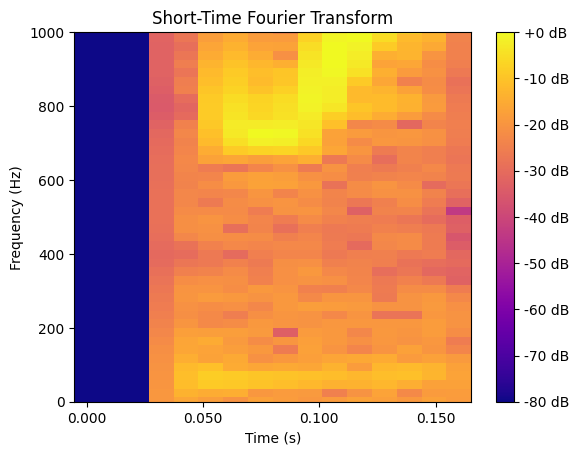 Short-Time Fourier Transform
1000
800
600
400
200
0
Frequency (Hz)
0.000
0.050
0.100
0.150
Time (s)
+0 dB
-10 dB
-20 dB
-30 dB
-40 dB
-50 dB
-60 dB
-70 dB
-80 dB